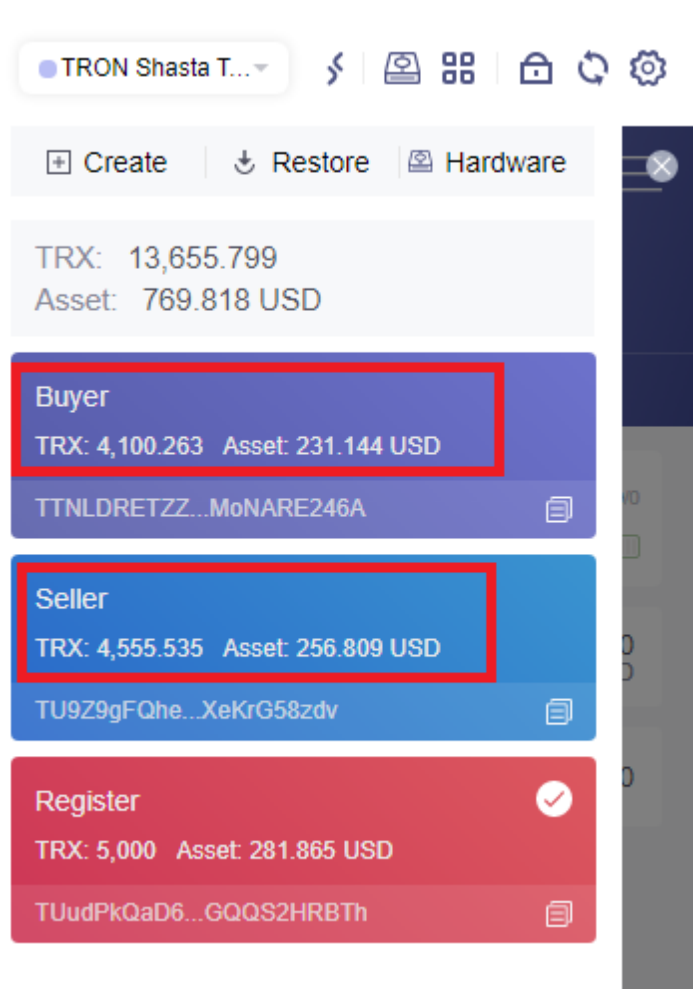 TRON Shasta T...
Create Restore Hardware
TRX: 13,655.799
Asset: 769.818 USD
Buyer
TRX: 4,100.263 Asset: 231.144 USD
TTNLDRETZZ...MoNARE246A
Seller
TRX: 4,555.535 Asset: 256.809 USD
TU9Z9gFQhe...XeKrG58zdv
Register
TRX: 5,000 Asset: 281.865 USD
TUudPkQaD6...GQQS2HRBTh